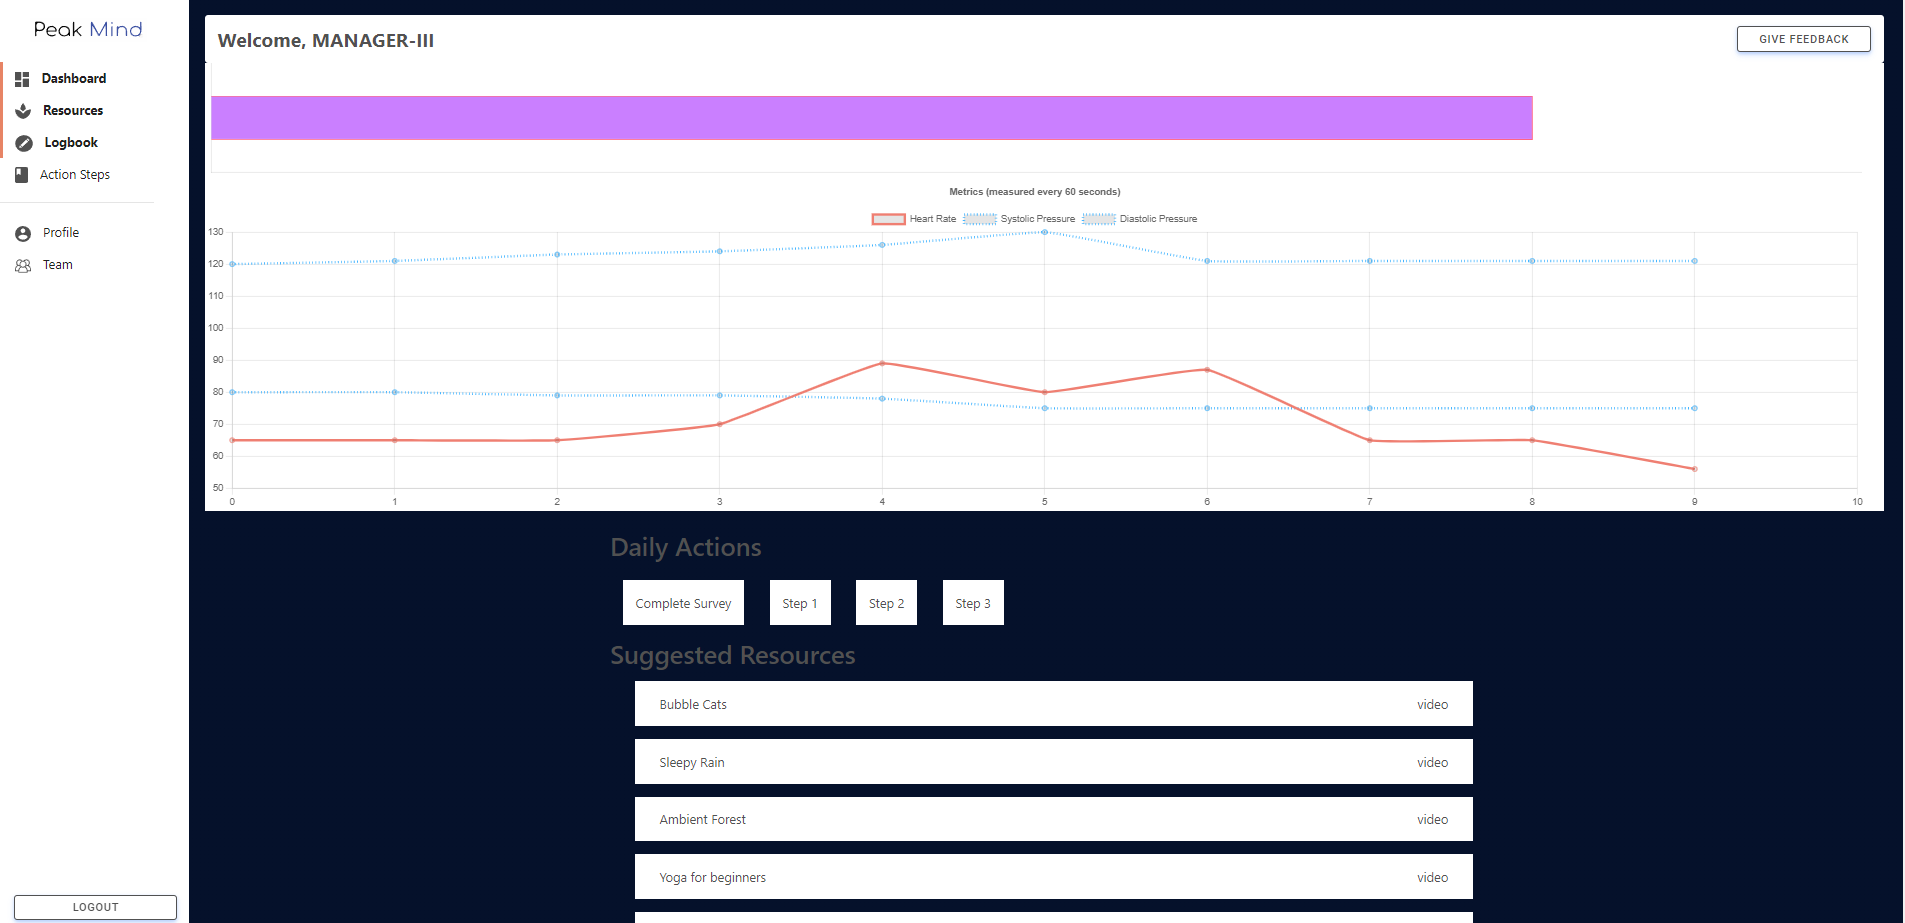 Peak Mind
Dashboard
Resources
Logbook
Action Steps
Profile
Team
LOGOUT
Welcome, MANAGER-III
GIVE FEEDBACK
Metrics (measured every 60 seconds)
Heart Rate Systolic Pressure Diastolic Pressure
130
120
110
100
90
80
70
60
50
0 1 2 3 4 5 6 7 8 9 10
Daily Actions
Complete Survey Step 1 Step 2 Step 3
Suggested Resources
Bubble Cats video
Sleepy Rain video
Ambient Forest video
Yoga for beginners video